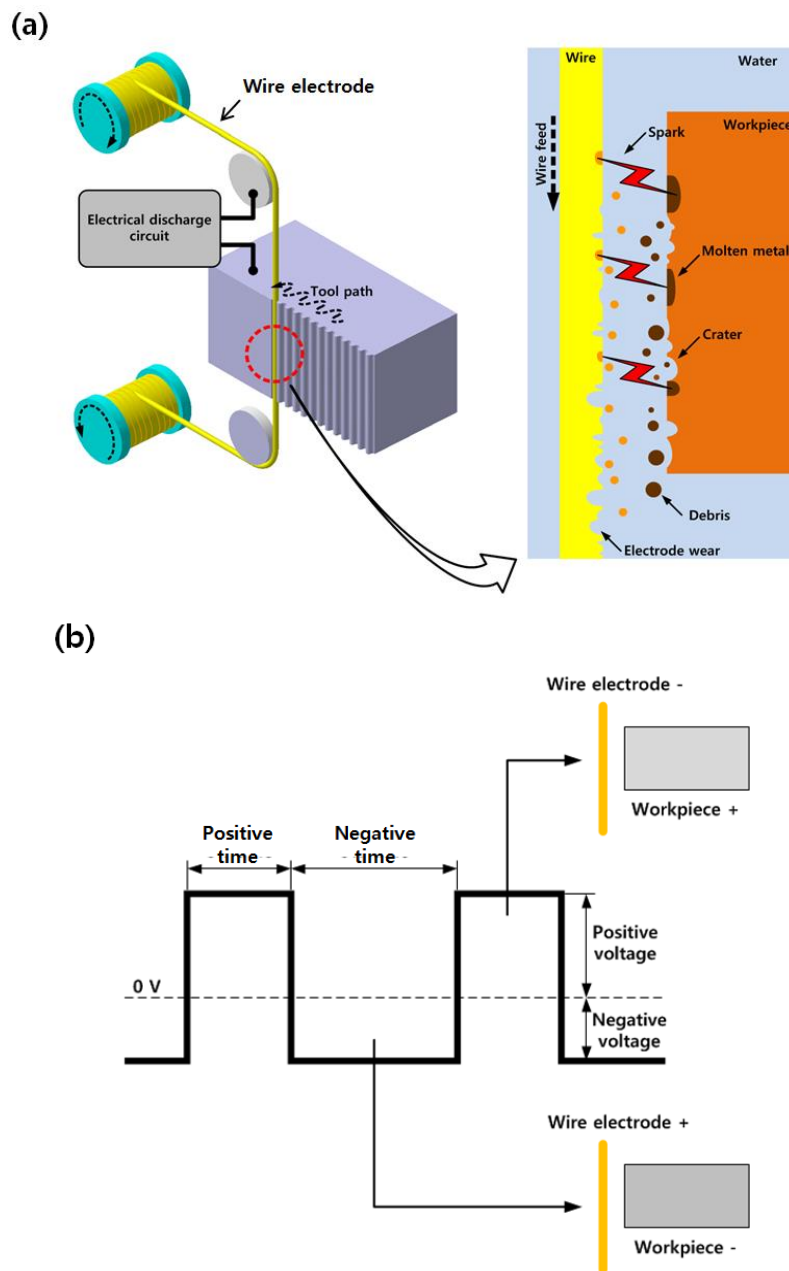 (a)
Wire electrode
Electrical discharge
circuit
Tool path
Wire
Water
Workpiece
Spark
Wire feed
Molten metal
Crater
Debris
Electrode wear
(b)
Wire electrode -
Workpiece +
Positive
time
Negative
time
0 V
Positive
voltage
Negative
voltage
Wire electrode +
Workpiece -